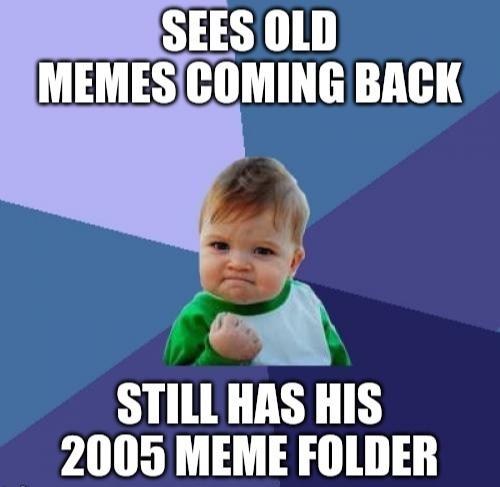 SEES OLD
MEMES COMING BACK
STILL HAS HIS
2005 MEME FOLDER